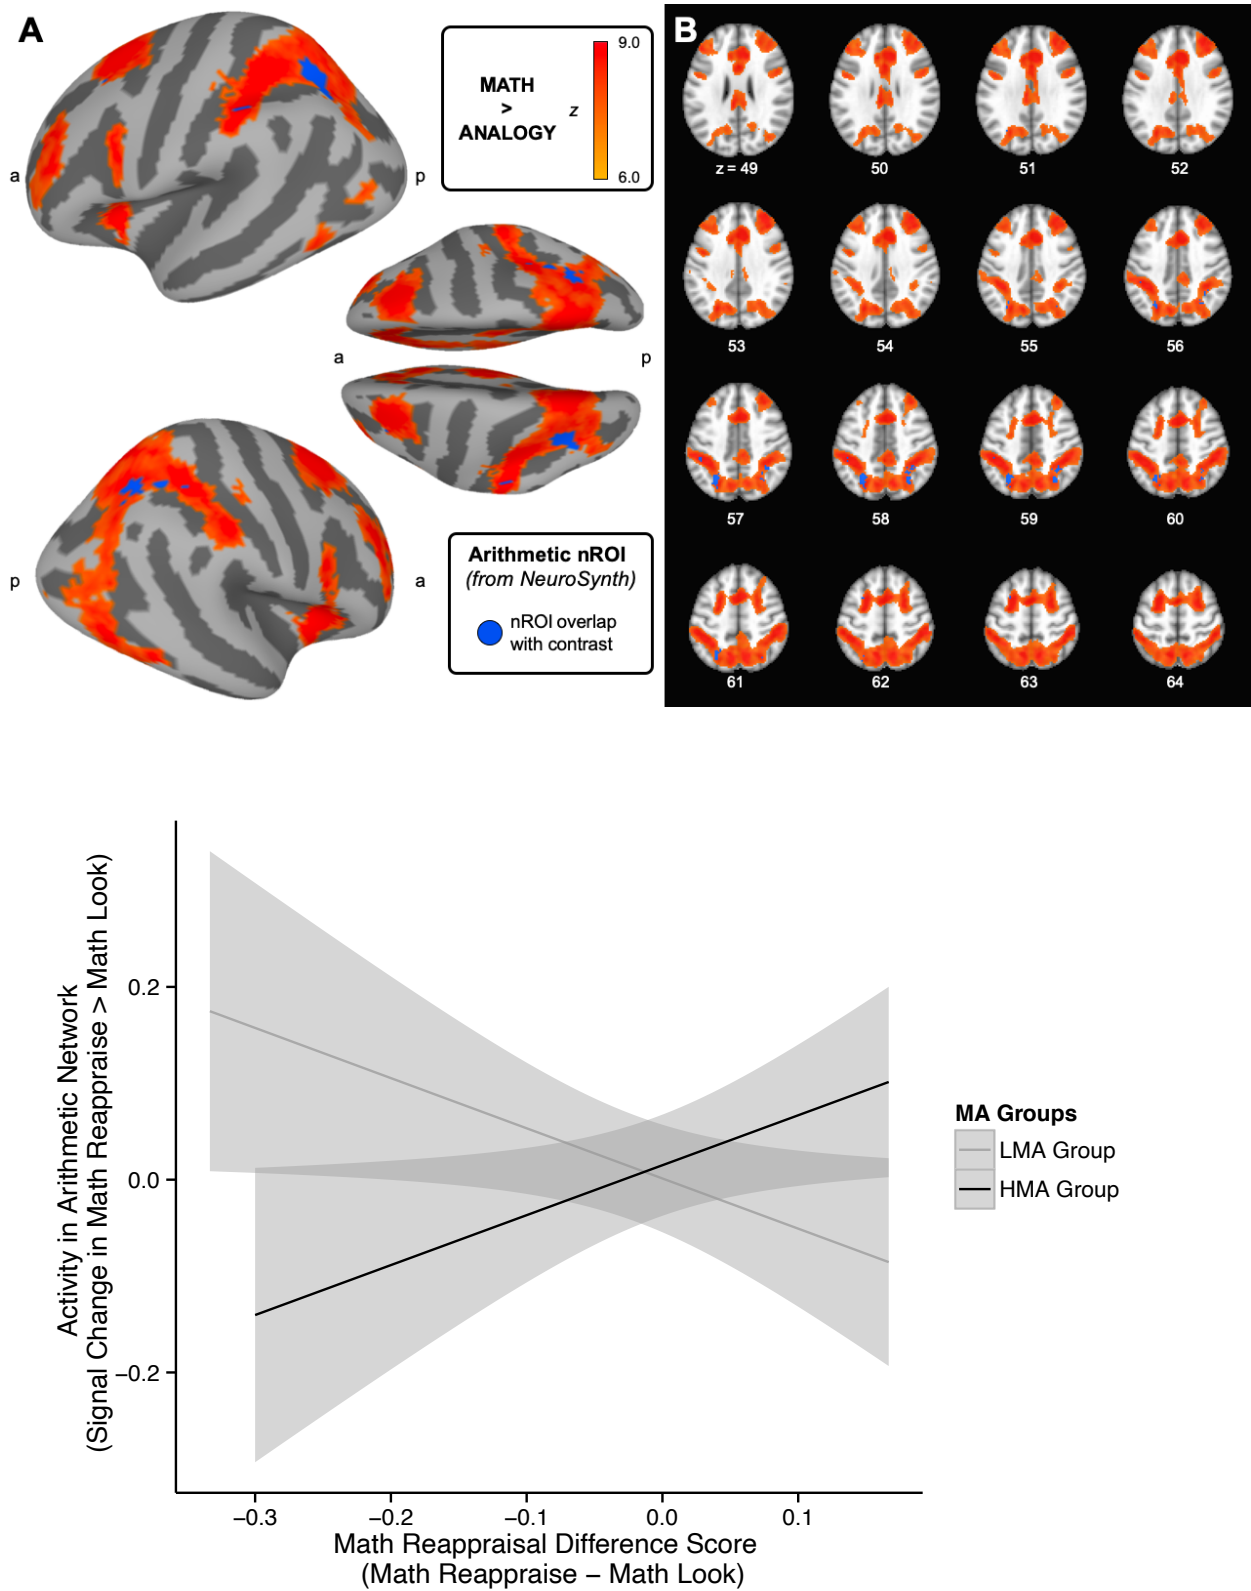 A
MATH
>
ANALOGY
z
9.0
6.0
a
p
a
p
p
a
Arithmetic nROI
(from NeuroSynth)
nROI overlap
with contrast
B
z = 49
50
51
52
53
54
55
56
57
58
59
60
61
62
63
64
Activity in Arithmetic Network
(Signal Change in Math Reappraise > Math Look)
0.2
0.0
−0.2
−0.3
−0.2
−0.1
0.0
0.1
Math Reappraisal Difference Score
(Math Reappraise − Math Look)
MA Groups
LMA Group
HMA Group